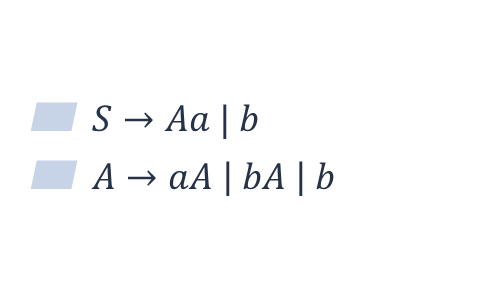 S → Aa | b
A → aA | bA | b